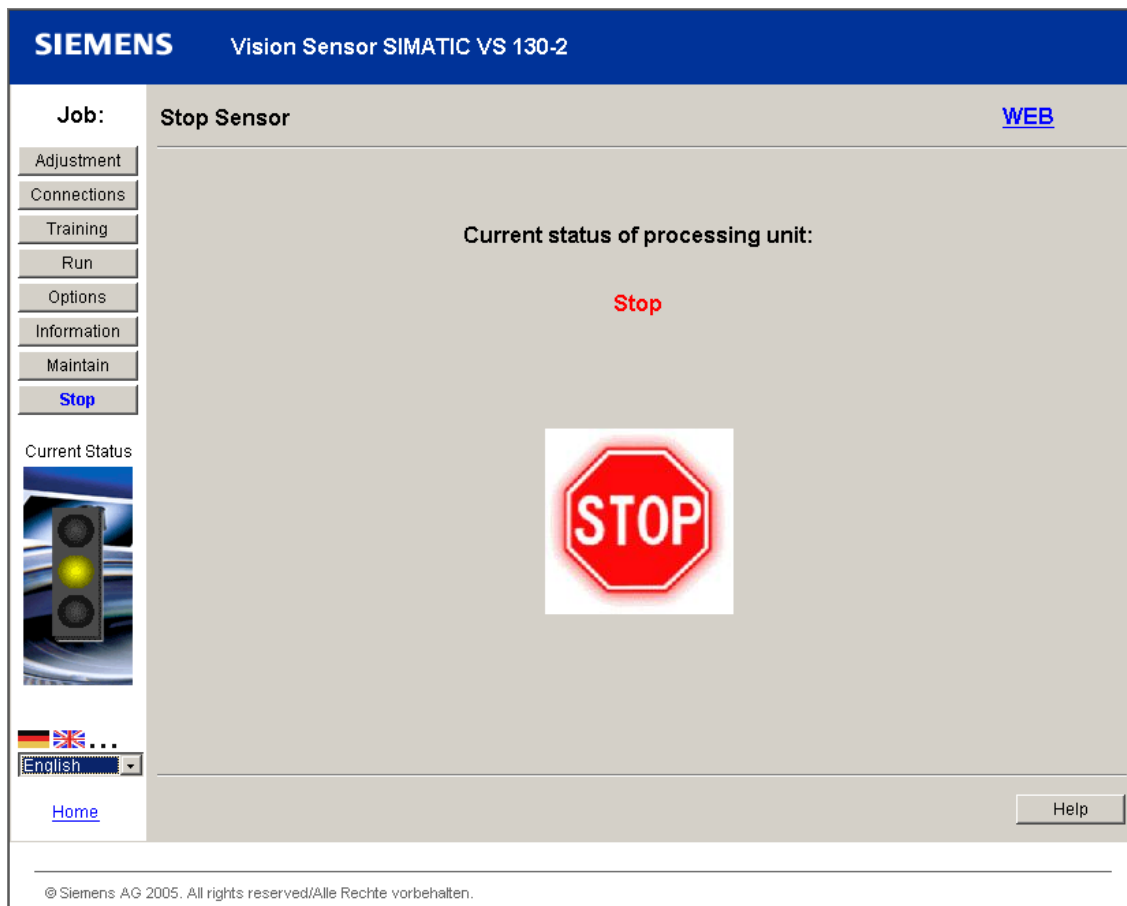 SIEMENS Vision Sensor SIMATIC VS 130-2
Job:
Stop Sensor
WEB
Adjustment
Connections
Training
Run
Options
Information
Maintain
Stop
Current status of processing unit:
Stop
STOP
Current Status
...
English
Home
Help
© Siemens AG 2005. All rights reserved/Alle Rechte vorbehalten.